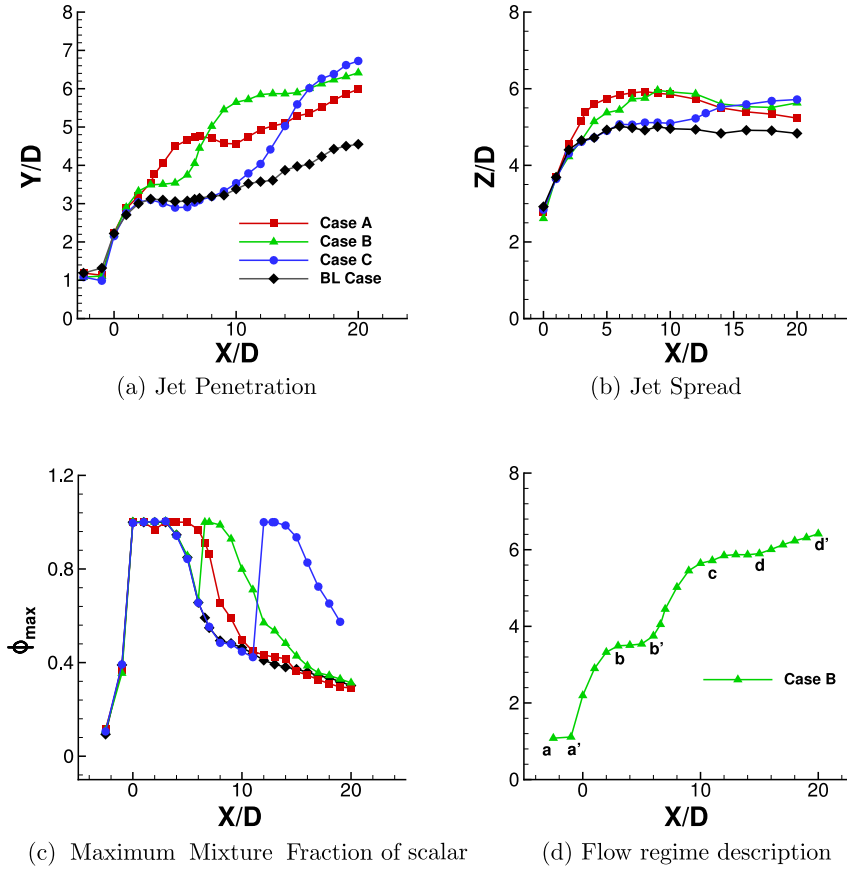 8
7
6
5
4
3
2
1
0
Y/D
0
10
20
X/D
Case A
Case B
Case C
BL Case
(a) Jet Penetration
8
6
4
2
0
Z/D
0
5
10
15
20
X/D
(b) Jet Spread
1.2
0.8
0.4
0
ϕmax
0
10
20
X/D
(c) Maximum Mixture Fraction of scalar
8
6
4
2
0
a
a'
b
b'
c
d
d'
Case B
0
5
10
15
20
X/D
(d) Flow regime description